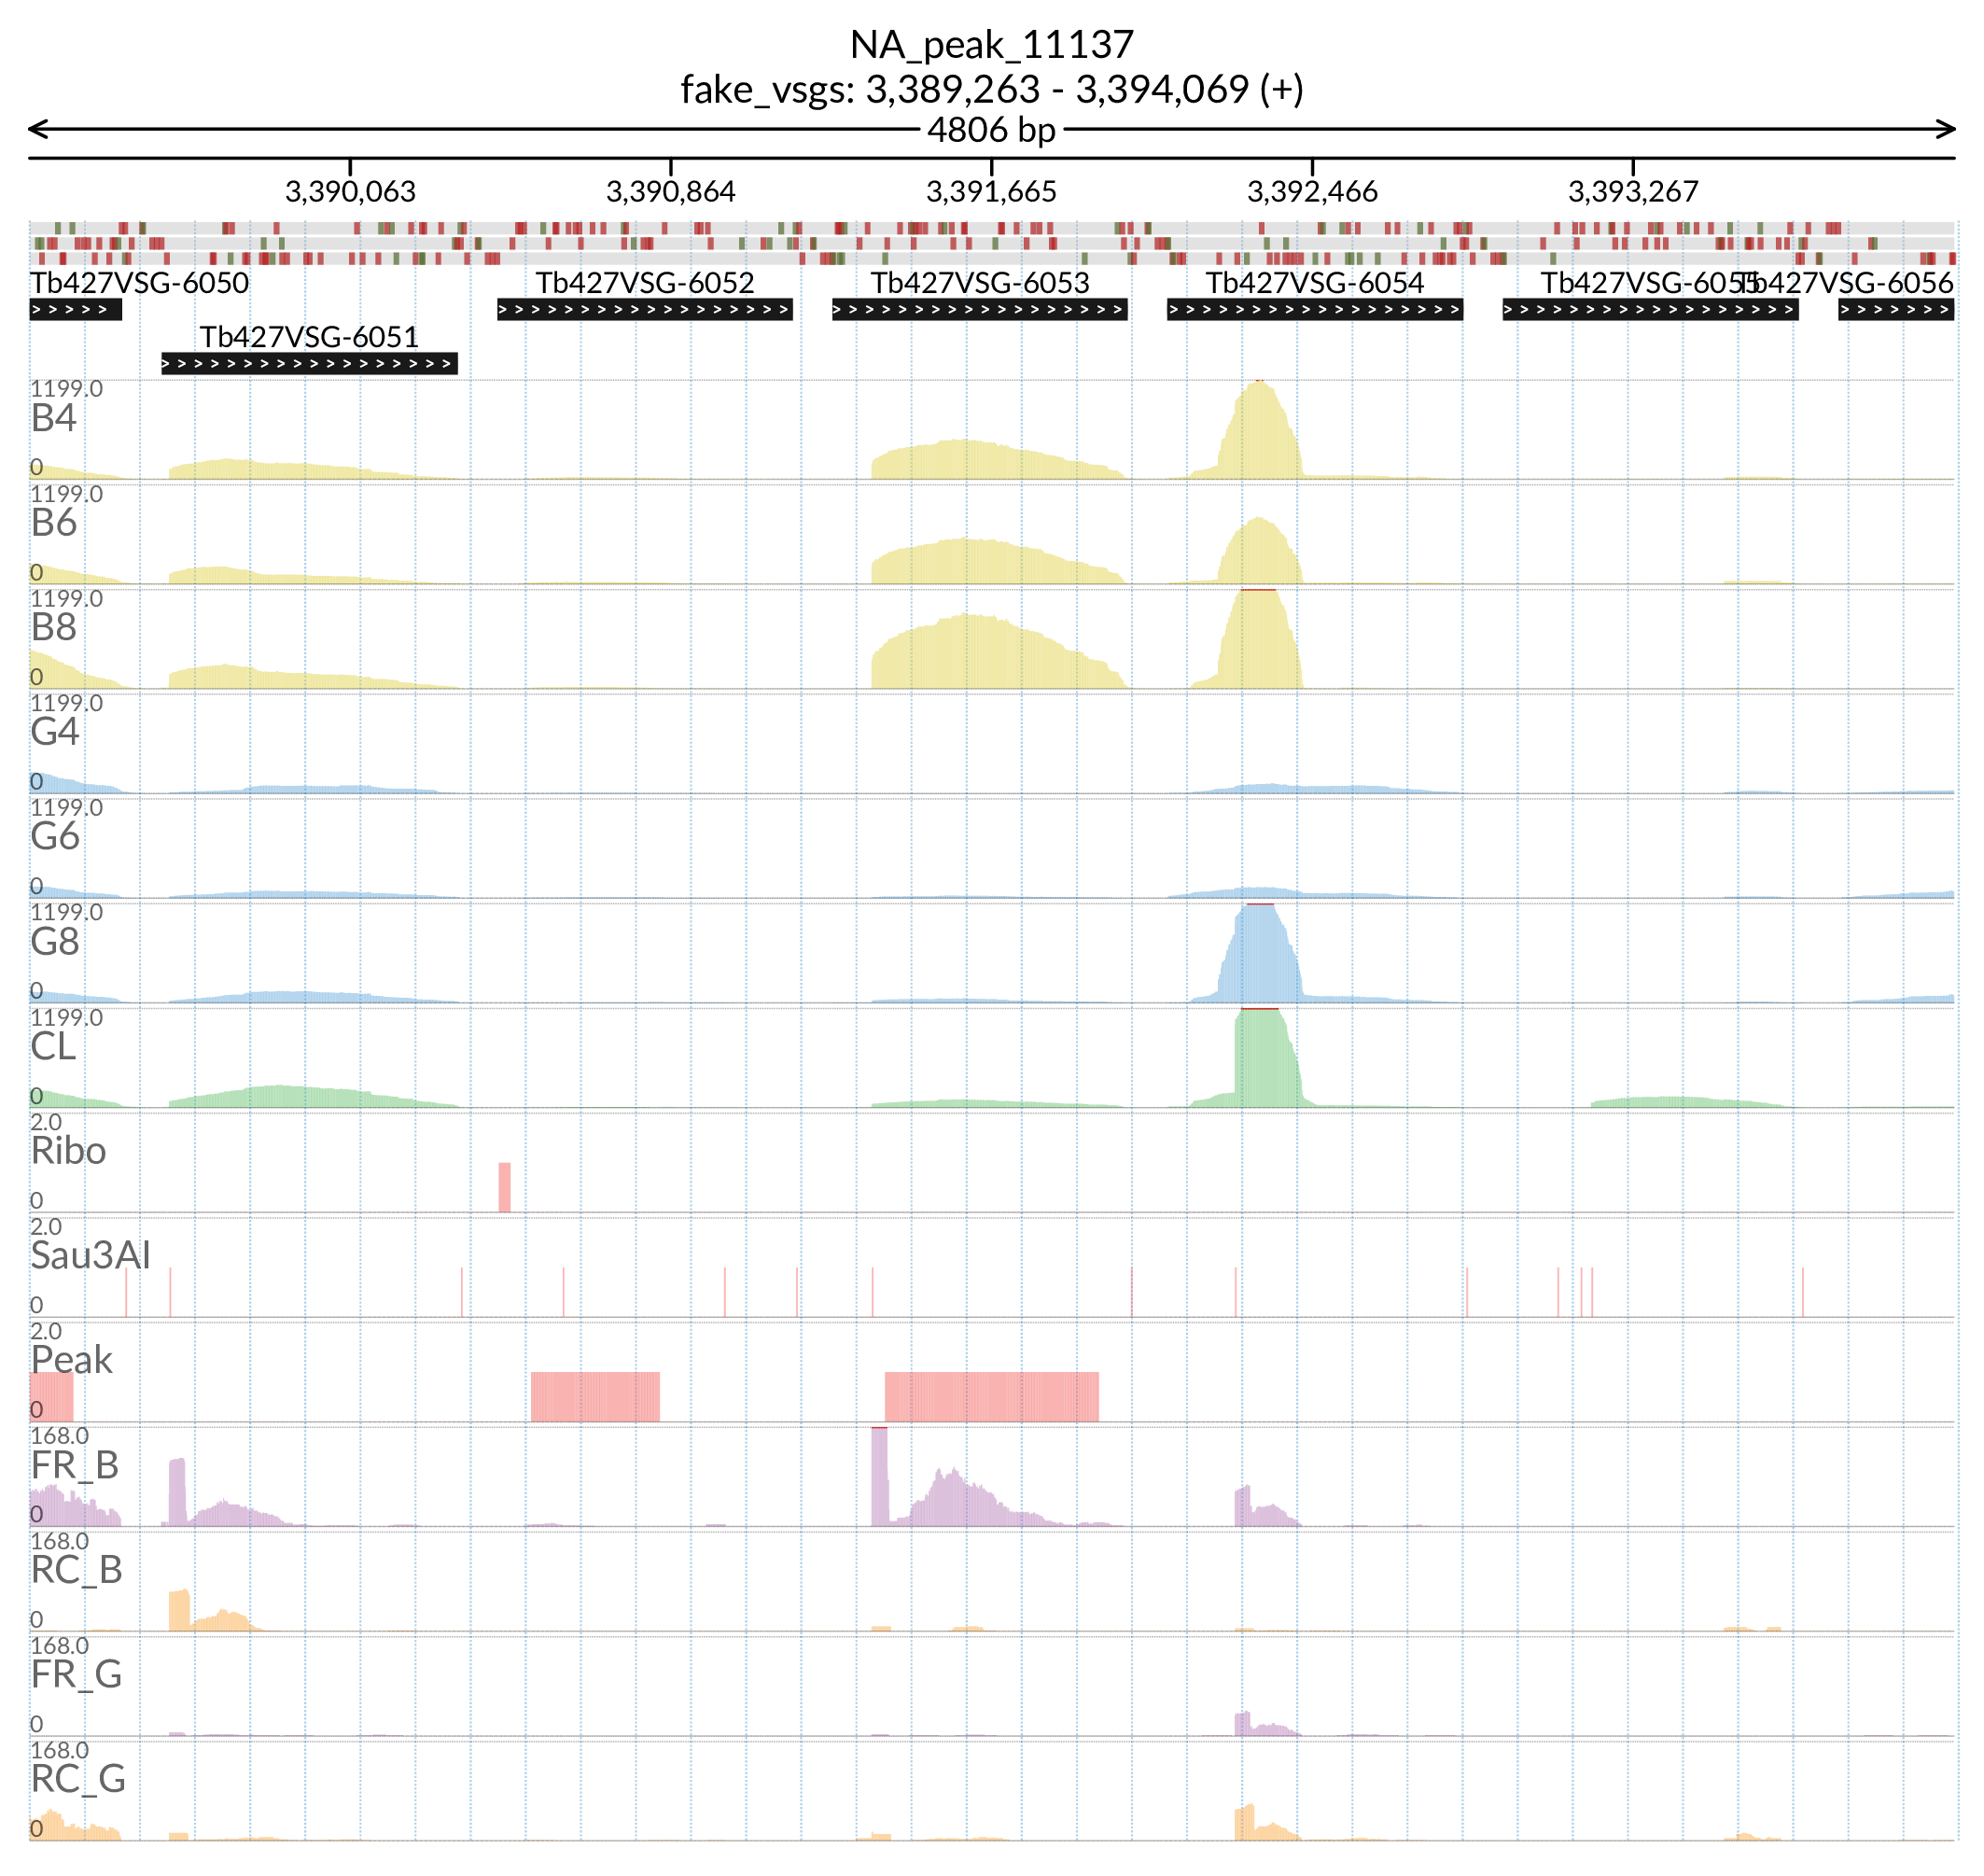 NA_peak_11137
fake_vsgs: 3,389,263 - 3,394,069 (+)
4806 bp
3,390,063 3,390,864 3,391,665 3,392,466 3,393,267
Tb427VSG-6050 Tb427VSG-6052 Tb427VSG-6053 Tb427VSG-6054 Tb427VSG-6055 Tb427VSG-6056
Tb427VSG-6051
1199.0
B4
0
1199.0
B6
0
1199.0
B8
0
1199.0
G4
0
1199.0
G6
0
1199.0
G8
0
1199.0
CL
0
2.0
Ribo
0
2.0
Sau3AI
0
2.0
Peak
0
168.0
FR_B
0
168.0
RC_B
0
168.0
FR_G
0
168.0
RC_G
0